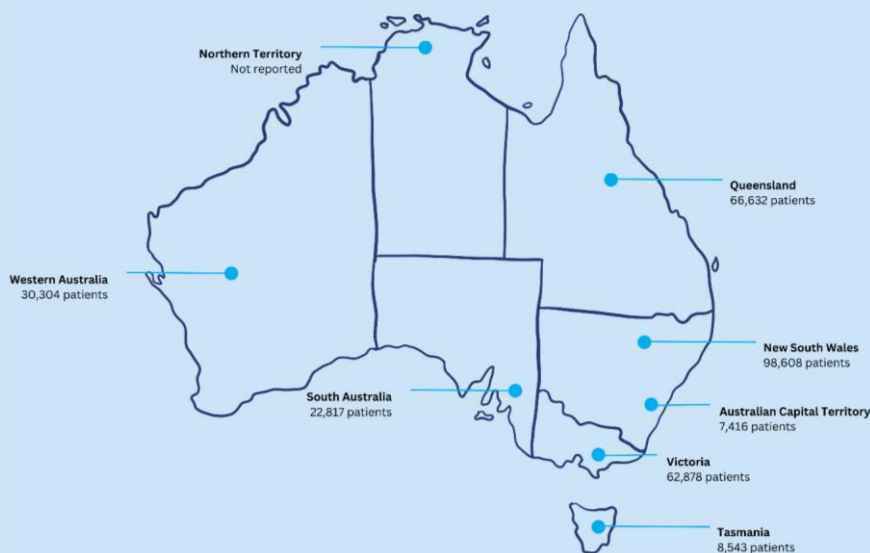 Northern Territory
Not reported
Queensland
66,632 patients
Western Australia
30,304 patients
New South Wales
98,608 patients
South Australia
22,817 patients
Australian Capital Territory
7,416 patients
Victoria
62,878 patients
Tasmania
8,543 patients